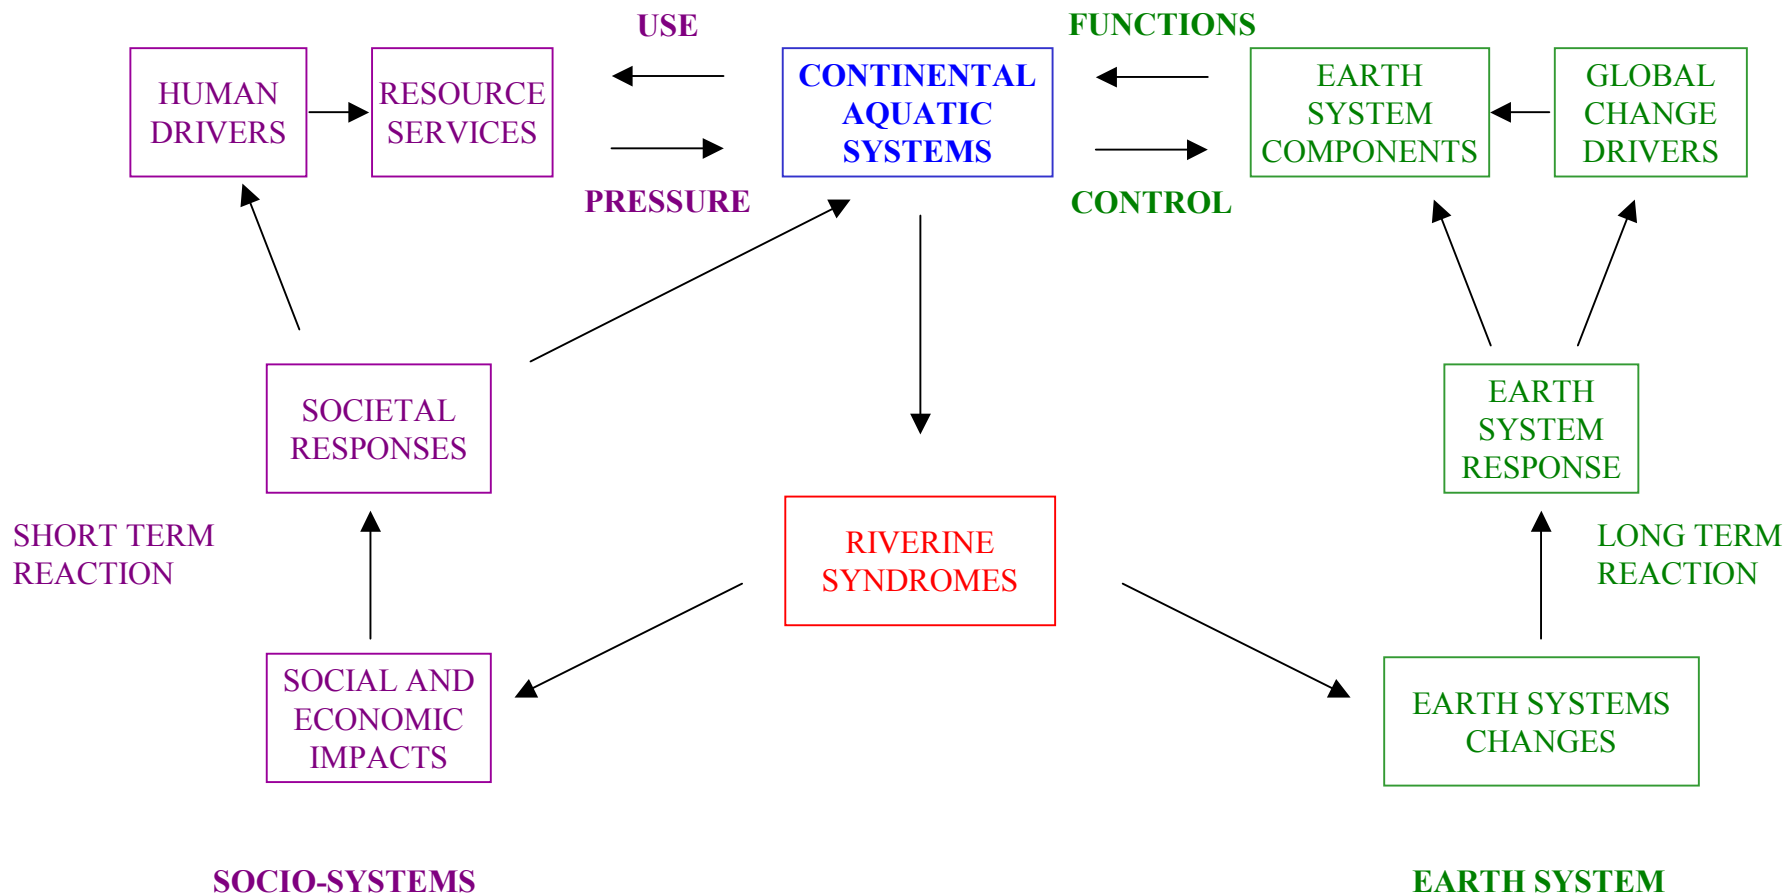 USE
FUNCTIONS
HUMAN
DRIVERS
RESOURCE
SERVICES
CONTINENTAL
AQUATIC
SYSTEMS
EARTH
SYSTEM
COMPONENTS
GLOBAL
CHANGE
DRIVERS
PRESSURE
CONTROL
SOCIETAL
RESPONSES
EARTH
SYSTEM
RESPONSE
SHORT TERM
REACTION
RIVERINE
SYNDROMES
LONG TERM
REACTION
SOCIAL AND
ECONOMIC
IMPACTS
EARTH SYSTEMS
CHANGES
SOCIO-SYSTEMS
EARTH SYSTEM